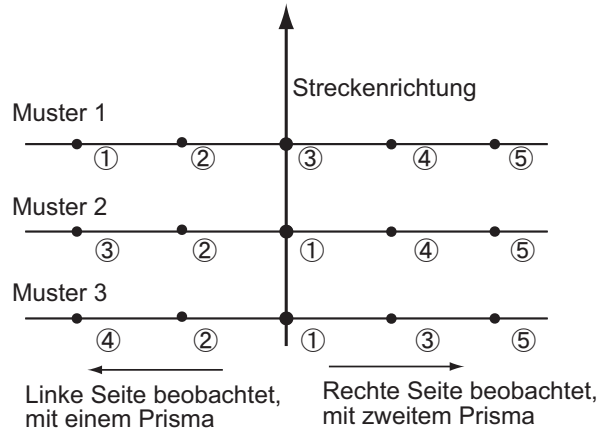 Streckenrichtung
Muster 1
① ② ③ ④ ⑤
Muster 2
③ ② ① ④ ⑤
Muster 3
④ ② ① ③ ⑤
Linke Seite beobachtet,
mit einem Prisma
Rechte Seite beobachtet,
mit zweitem Prisma